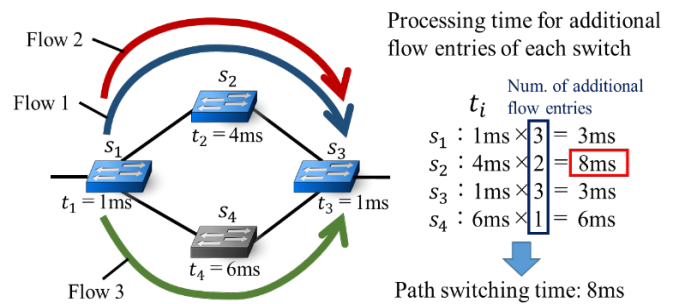 Flow 2
Flow 1
s2
t2 = 4ms
s1
t1 = 1ms
s3
t3 = 1ms
s4
t4 = 6ms
Flow 3
Processing time for additional
flow entries of each switch
ti
Num. of additional
flow entries
s1 : 1ms × 3 = 3ms
s2 : 4ms × 2 = 8ms
s3 : 1ms × 3 = 3ms
s4 : 6ms × 1 = 6ms
Path switching time: 8ms